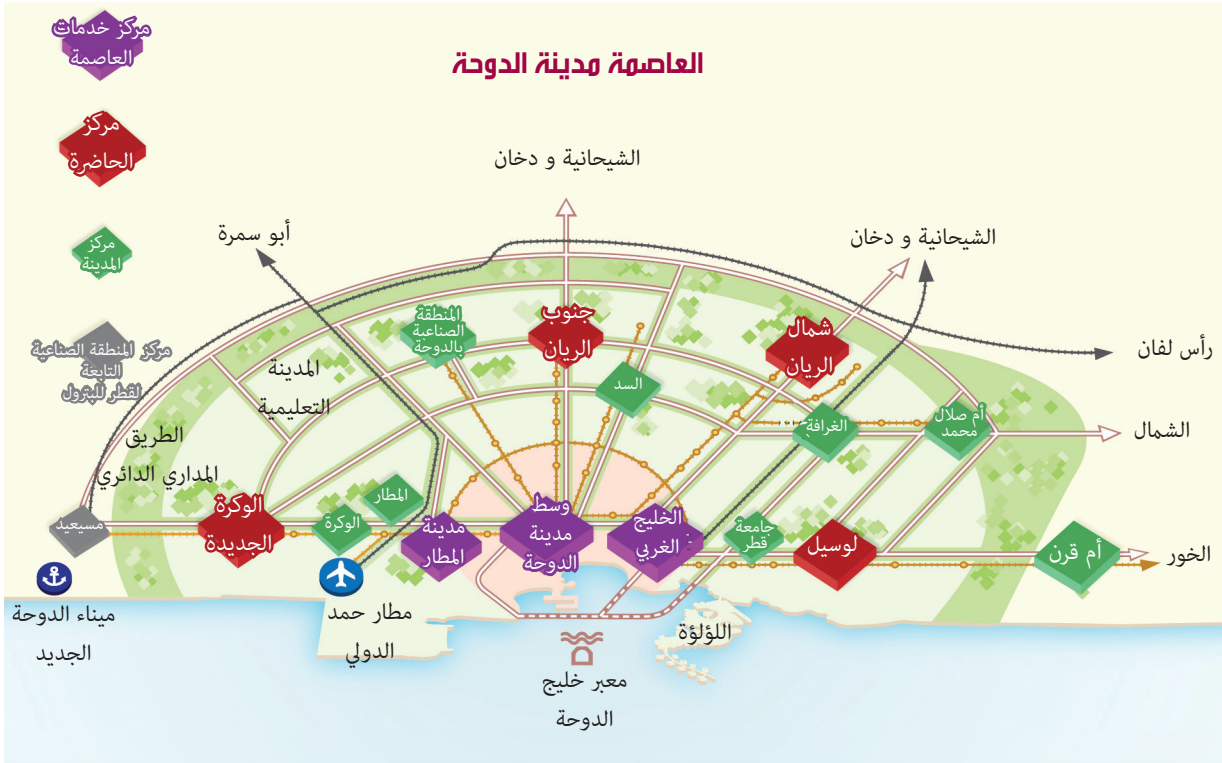 العاصمة مدينة الدوحة
مركز خدمات
العاصمة
مركز
الحاضرة
مركز
المدينة
مركز المنطقة الصناعية
التابعة
لقطر للبترول
الشيحانية و دخان
الشيحانية و دخان
أبو سمرة
رأس لفان
الشمال
الخور
شمال
الريان
جنوب
الريان
المنطقة
الصناعية
بالدوحة
السد
المدينة
التعليمية
أم صلال
محمد
الغرافة
الطريق
المداري الدائري
المطار
الوكرة
الوكرة
الجديدة
مسيعيد
مدينة
المطار
وسط
مدينة
الدوحة
الخليج
الغربي
جامعة
قطر
لوسيل
أم قرن
ميناء الدوحة
الجديد
مطار حمد
الدولي
اللؤلؤة
معبر خليج
الدوحة